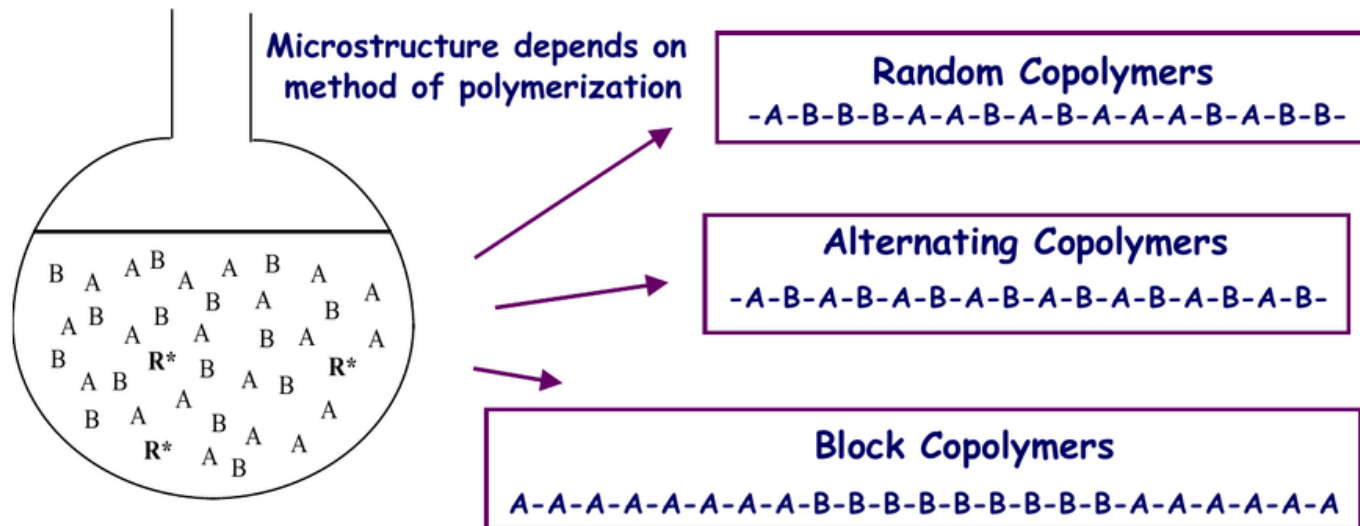 Microstructure depends on
method of polymerization
Random Copolymers
-A-B-B-B-A-A-B-A-B-A-A-A-B-A-B-B-
Alternating Copolymers
-A-B-A-B-A-B-A-B-A-B-A-B-A-B-A-B-
Block Copolymers
A-A-A-A-A-A-A-A-B-B-B-B-B-B-B-B-B-A-A-A-A-A-A
B A A B A A B A A
A B B A B A B A B A A
B R* B R*
A B A B
B A A B A
R* A B A A